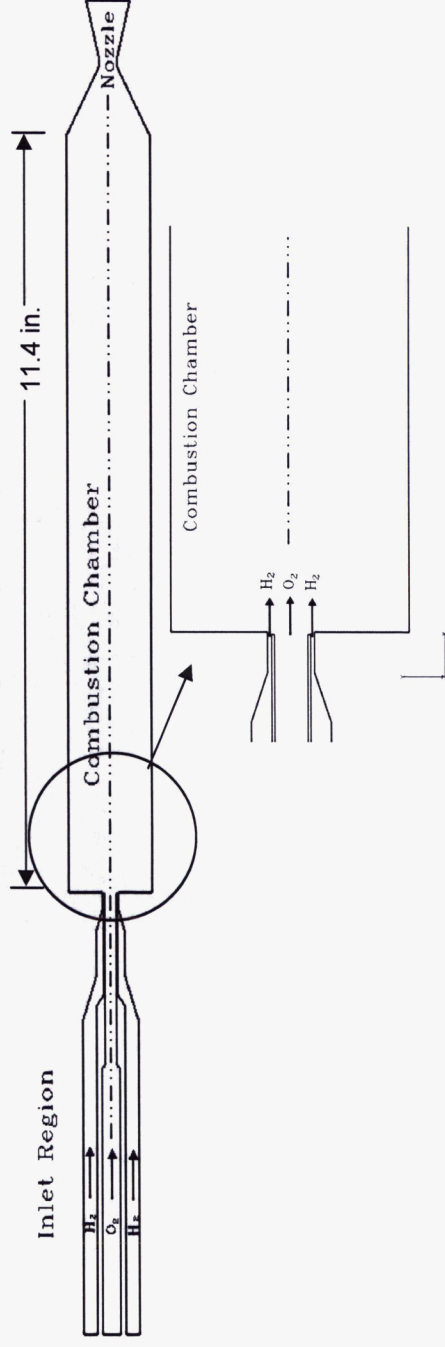 11.4 in.
Inlet Region
H₂
O₂
H₂
Combustion Chamber
Nozzle
Combustion Chamber
H₂
O₂
H₂